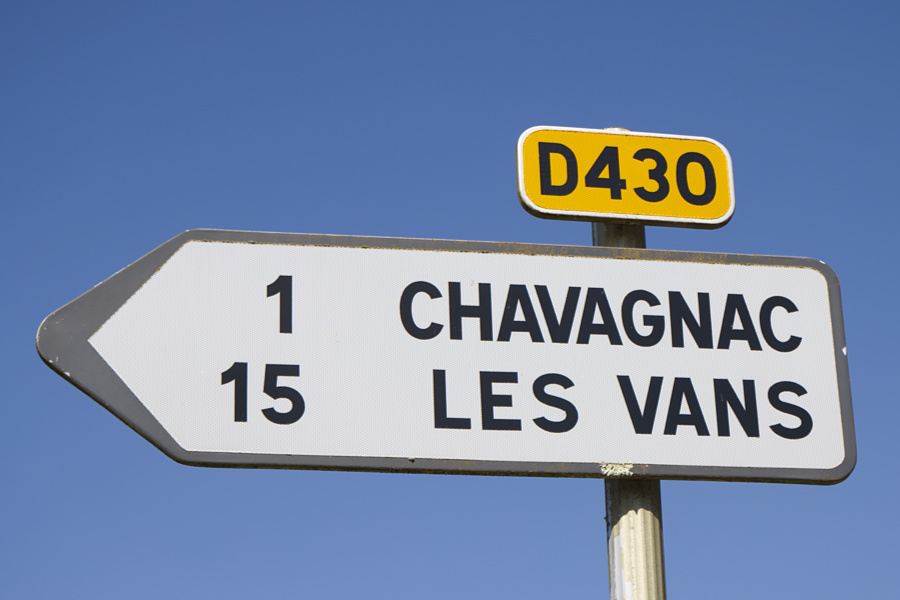 D430
1 CHAVAGNAC
15 LES VANS